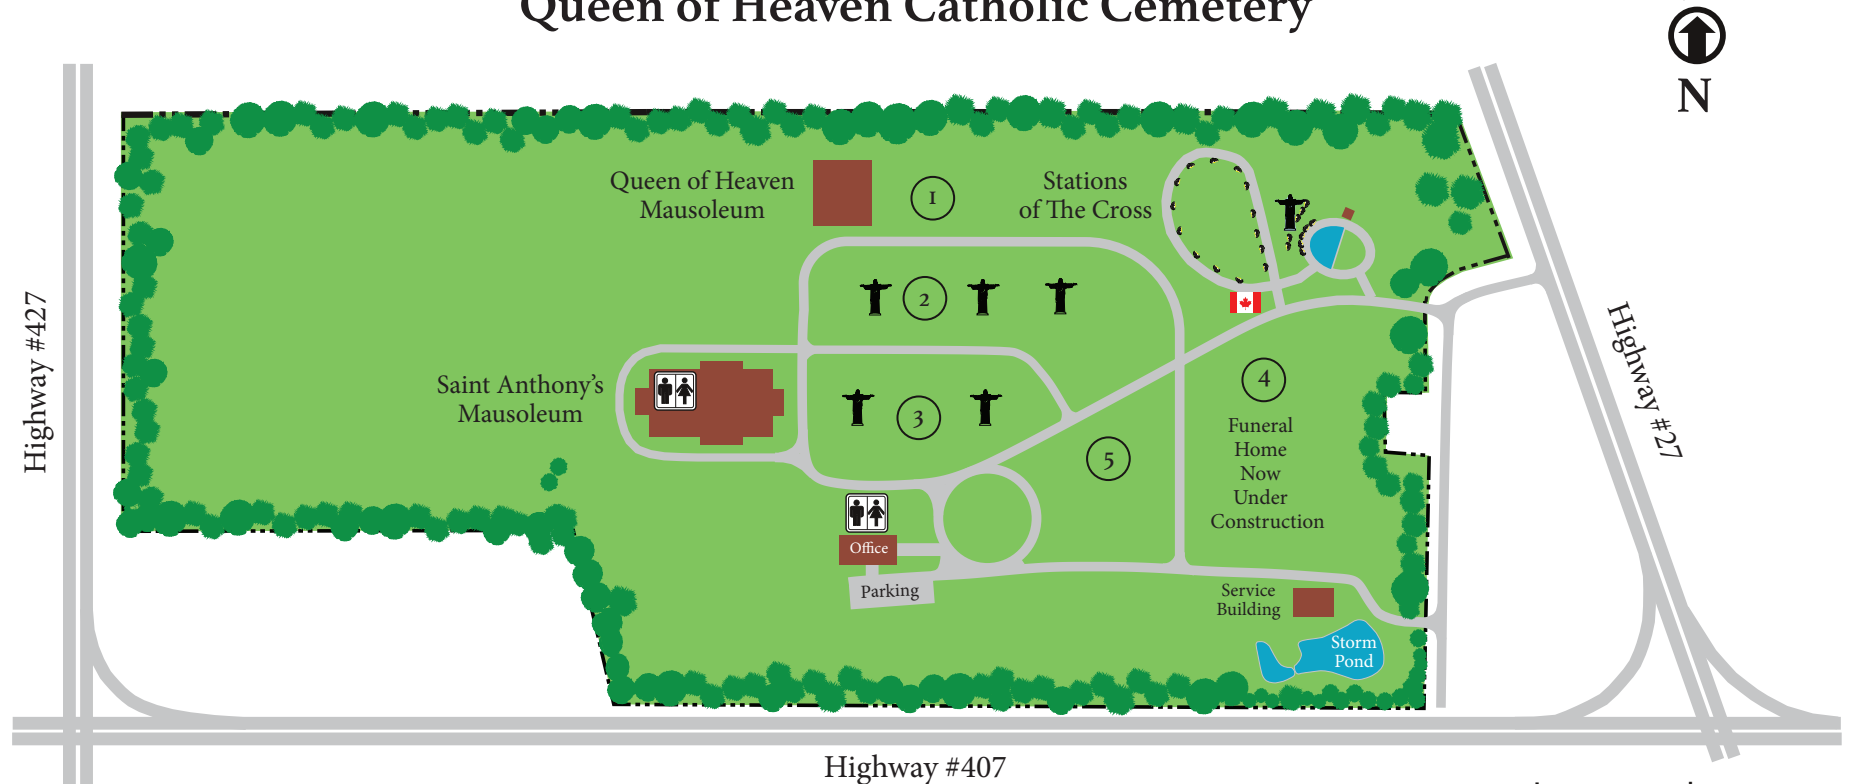 Queen of Heaven Catholic Cemetery
N
Queen of Heaven
Mausoleum
1
Stations
of The Cross
2
Highway #427
Highway #27
Saint Anthony's
Mausoleum
3
4
Funeral
Home
Now
Under
Construction
5
Office
Parking
Service
Building
Storm
Pond
Highway #407